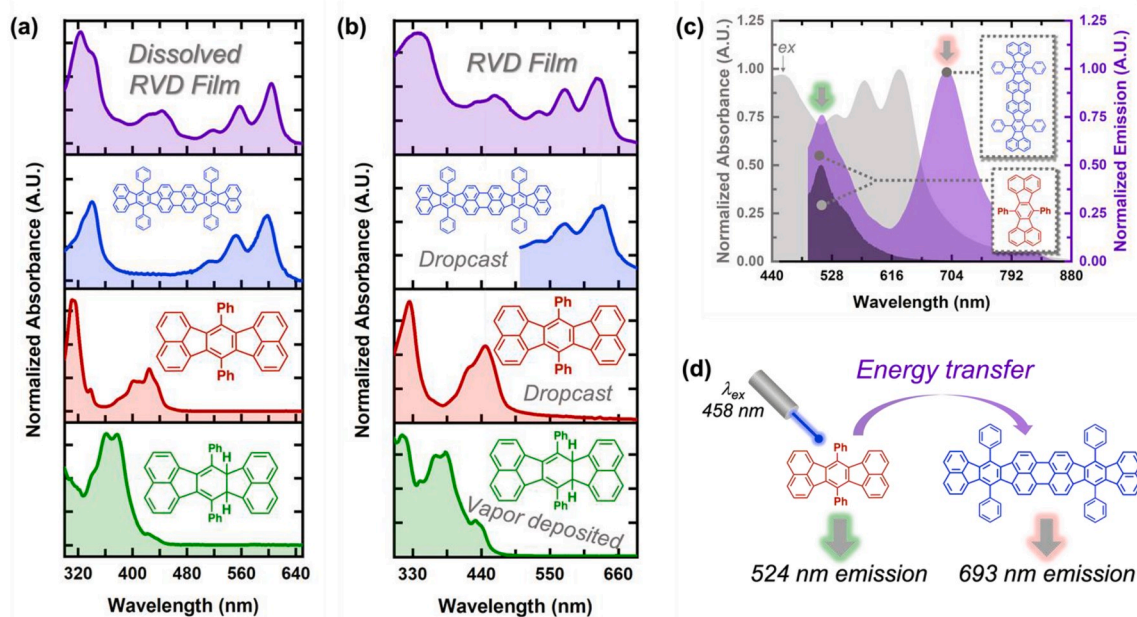 (a)
Dissolved
RVD Film
Ph
Ph
Ph
H
Ph
H
Normalized Absorbance (A.U.)
320 400 480 560 640
Wavelength (nm)
(b)
RVD Film
Dropcast
Ph
Ph
Dropcast
Ph
H
Ph
H
Vapor deposited
Normalized Absorbance (A.U.)
330 440 550 660
Wavelength (nm)
(c)
1.25
1.00
0.75
0.50
0.25
0.00
Normalized Absorbance (A.U.)
ex
Ph
Ph
1.25
1.00
0.75
0.50
0.25
0.00
Normalized Emission (A.U.)
440 528 616 704 792 880
Wavelength (nm)
(d)
Energy transfer
λex
458 nm
Ph
Ph
524 nm emission
693 nm emission